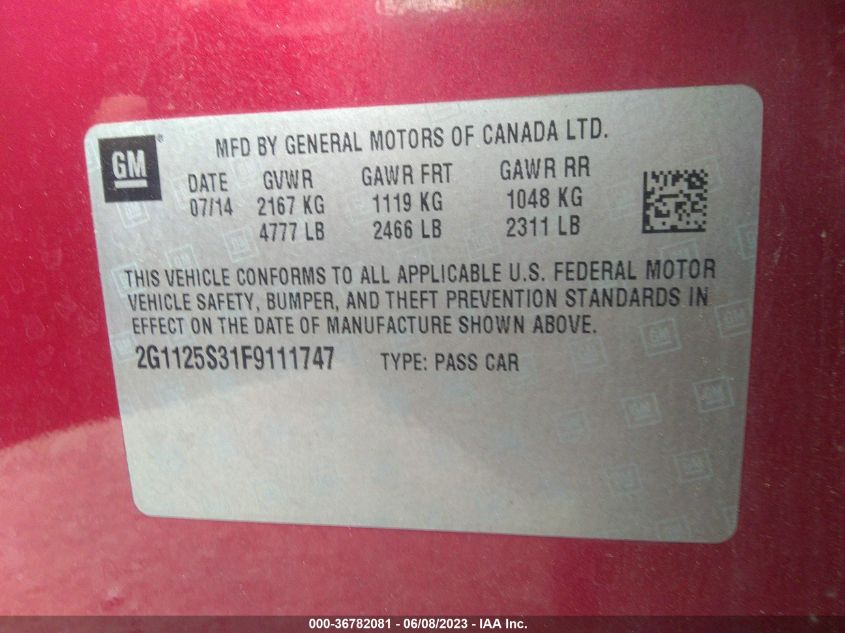 GM®
MFD BY GENERAL MOTORS OF CANADA LTD.
DATE GVWR GAWR FRT GAWR RR
07/14 2167 KG 1119 KG 1048 KG
4777 LB 2466 LB 2311 LB
THIS VEHICLE CONFORMS TO ALL APPLICABLE U.S. FEDERAL MOTOR
VEHICLE SAFETY, BUMPER, AND THEFT PREVENTION STANDARDS IN
EFFECT ON THE DATE OF MANUFACTURE SHOWN ABOVE.
2G1125S31F9111747 TYPE: PASS CAR
000-36782081 - 06/08/2023 - IAA Inc.